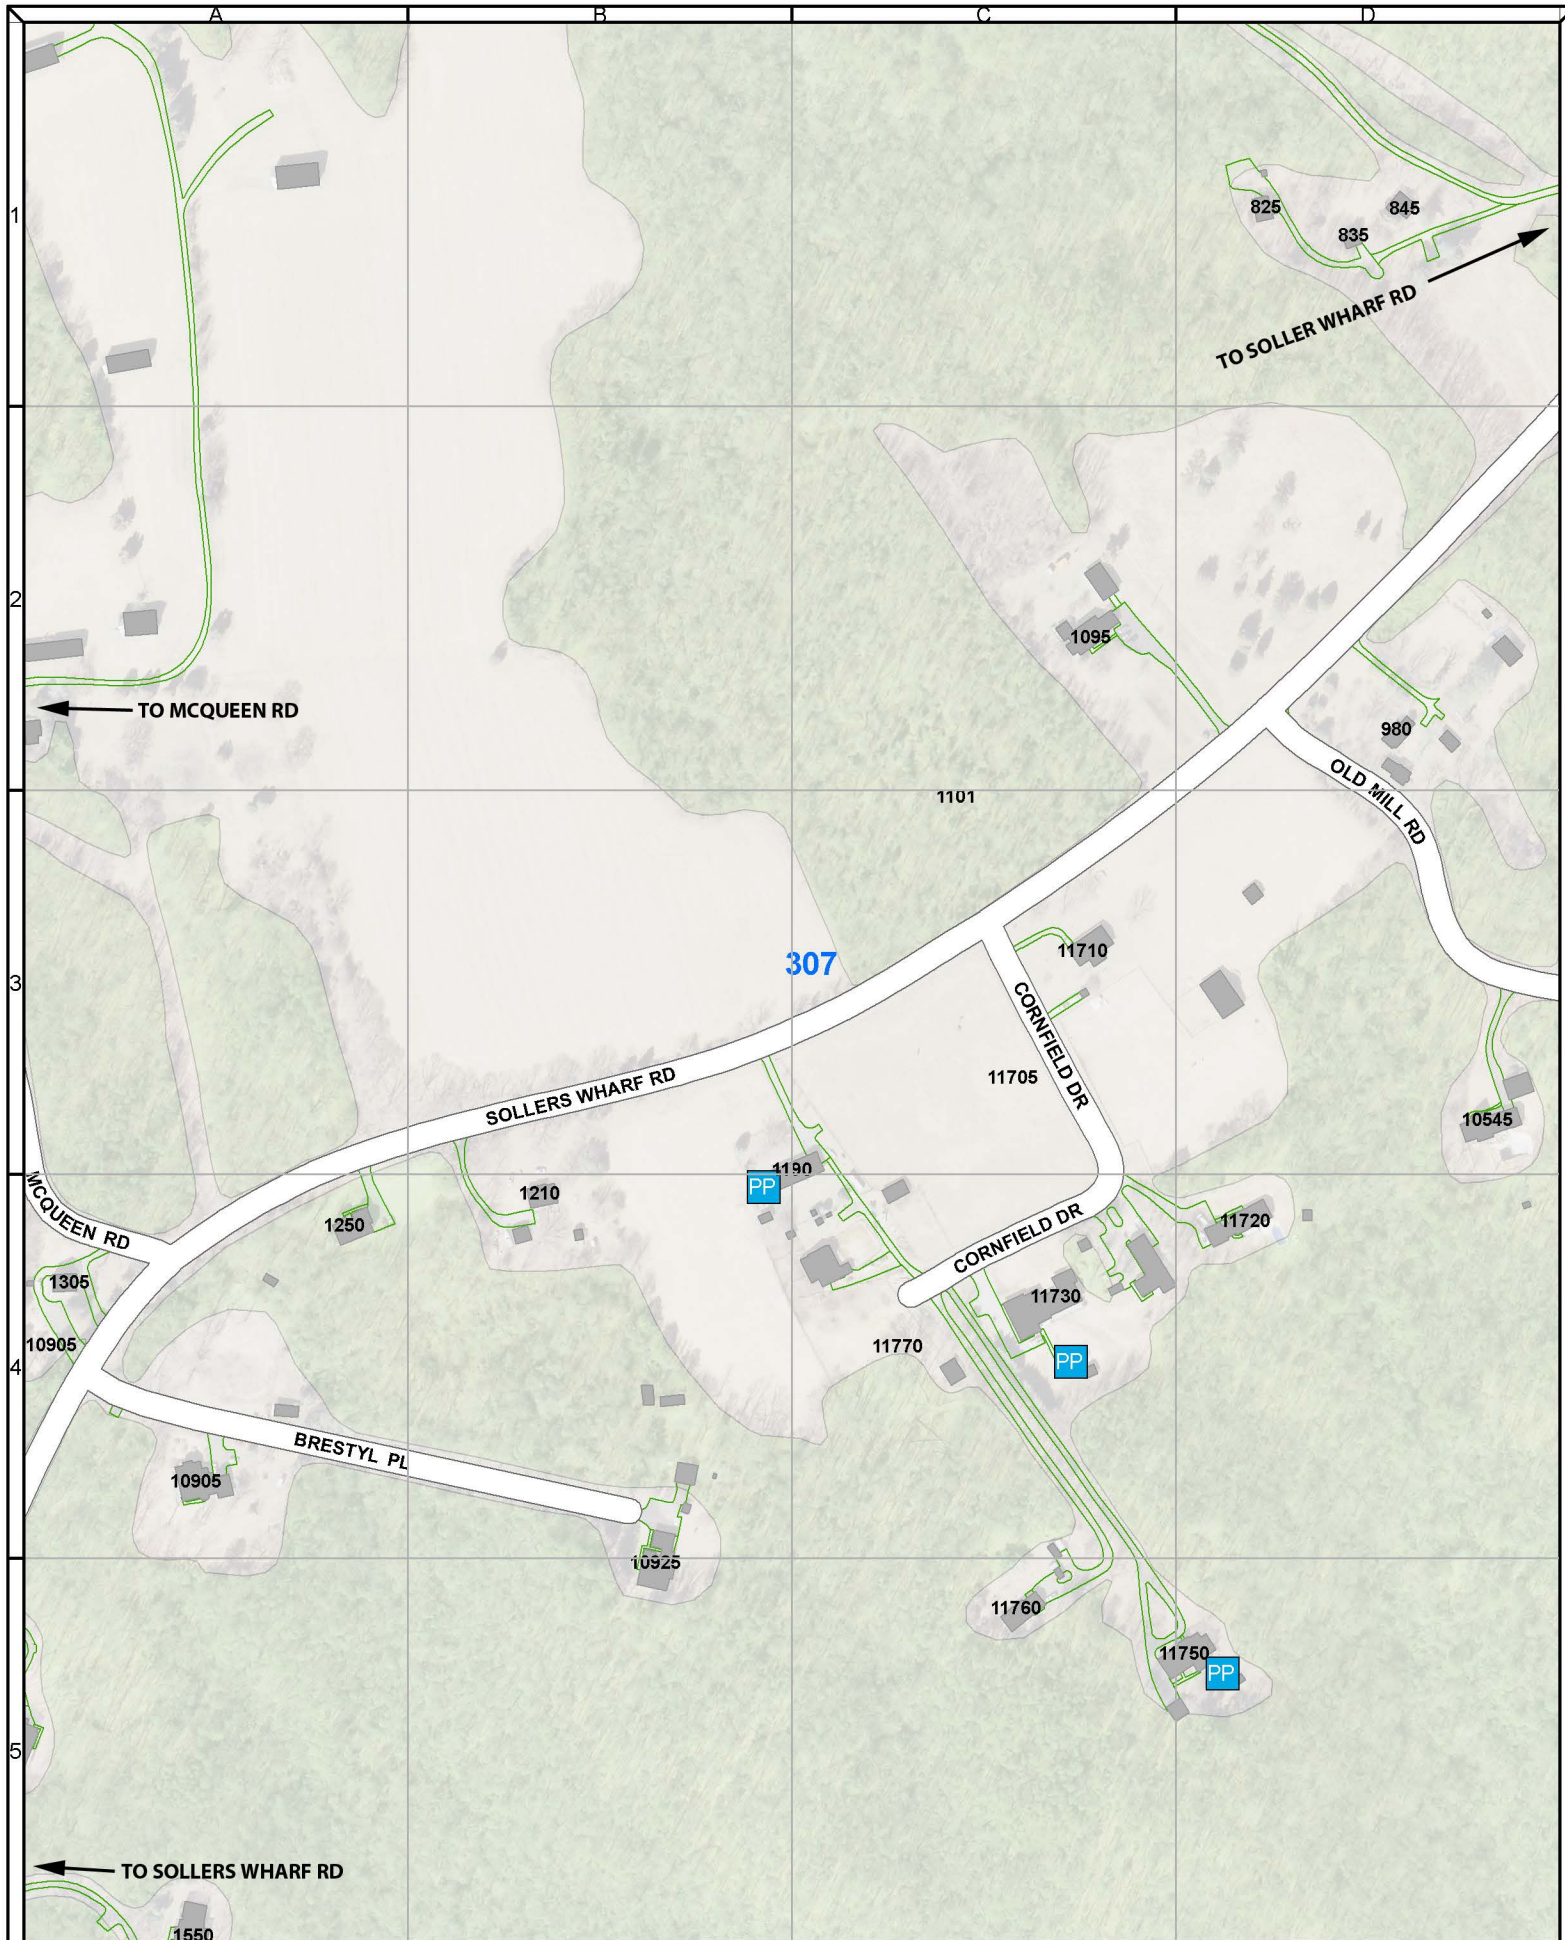 A
B
C
D
1
825
845
835
TO SOLLER WHARF RD
2
1095
TO MCQUEEN RD
980
OLD MILL RD
1101
11710
307
3
CORNFIELD DR
11705
SOLLERS WHARF RD
10545
1190
PP
1210
MCQUEEN RD
1250
11720
CORNFIELD DR
1305
11730
10905
11770
PP
4
BRESTYL PL
10905
10925
11760
11750
PP
5
TO SOLLERS WHARF RD
1550